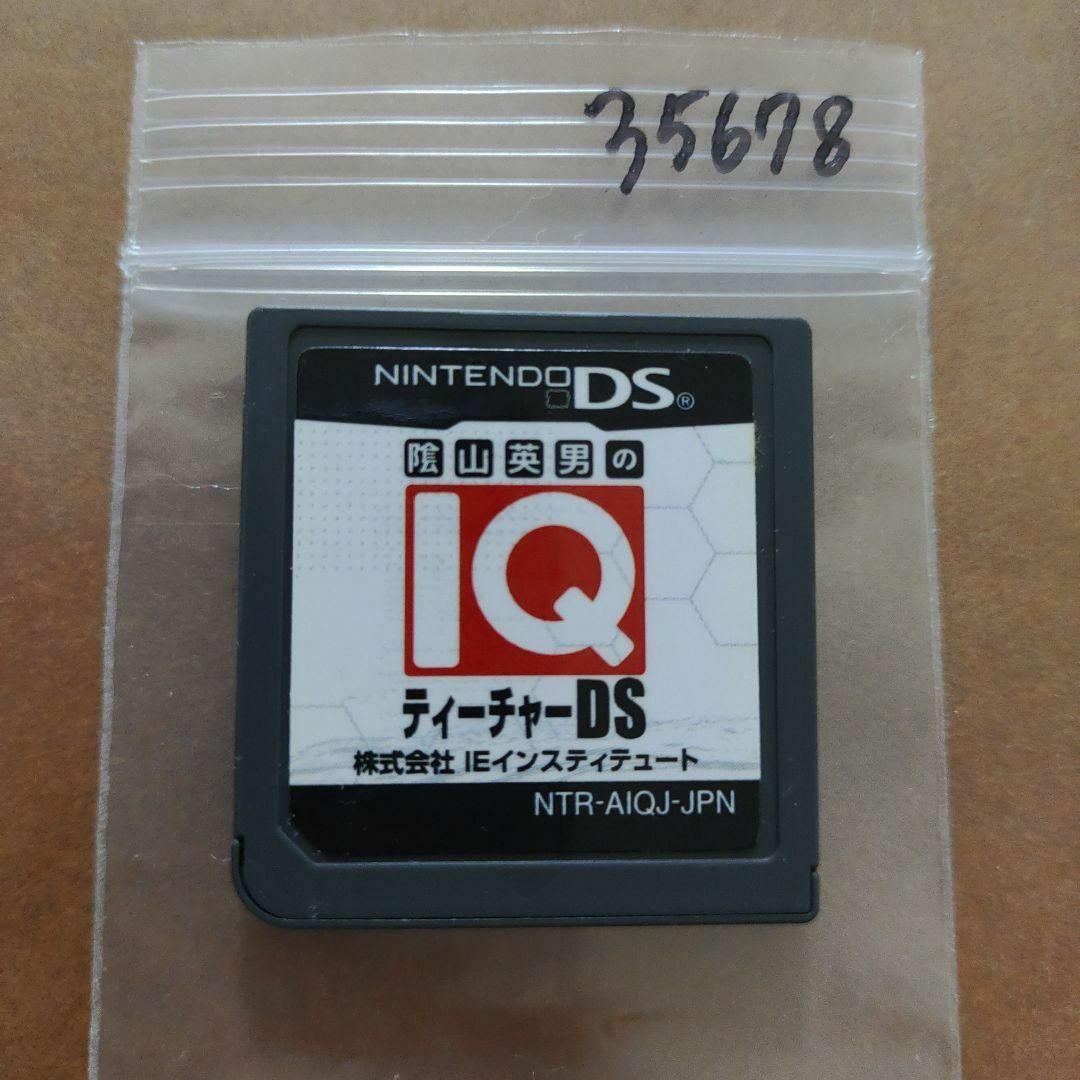 35678
NINTENDO DS®
陰山英男の
IQ
ティーチャーDS
株式会社 IEインスティテュート
NTR-AIQJ-JPN